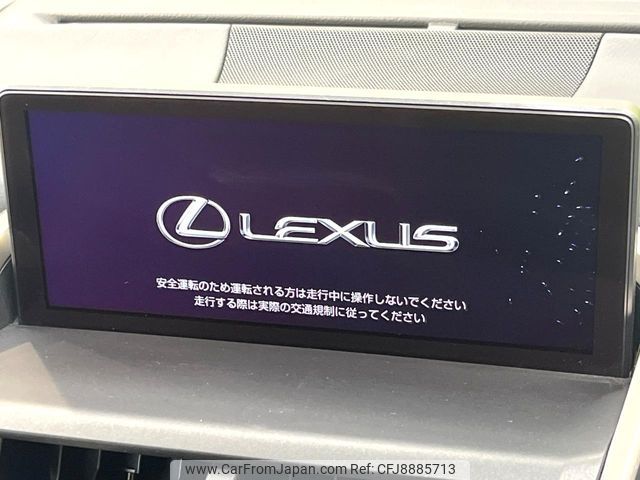 LEXUS
安全運転のため運転される方は走行中に操作しないでください
走行する際は実際の交通規制に従ってください
www.CarFromJapan.com - CFJ8885713